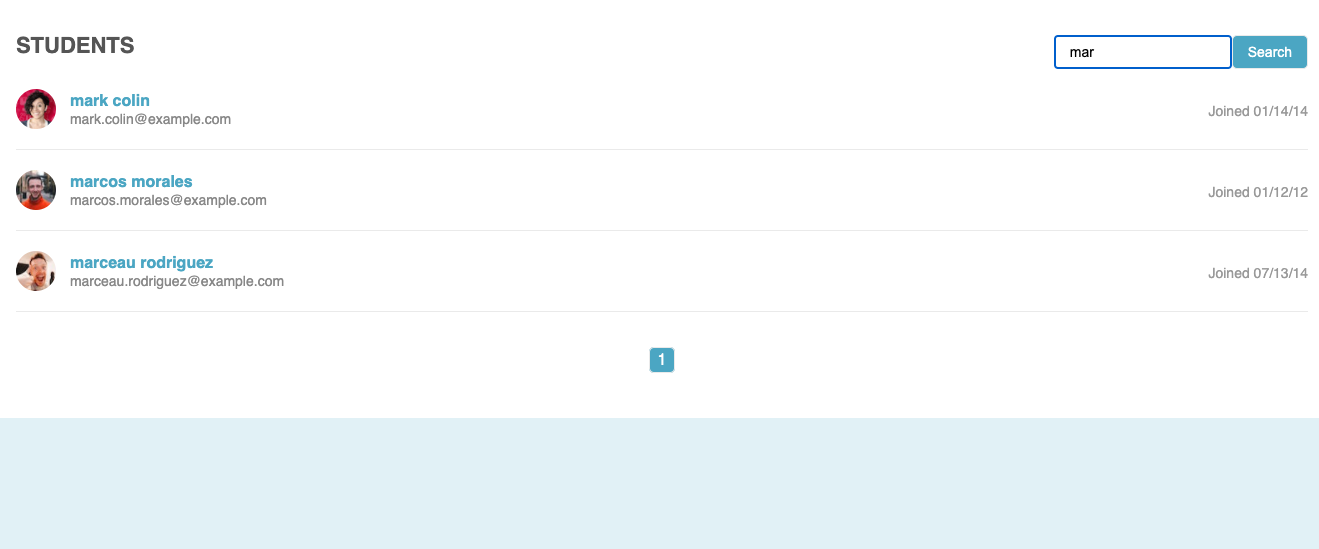 STUDENTS
mar
Search
mark colin
mark.colin@example.com
Joined 01/14/14
marcos morales
marcos.morales@example.com
Joined 01/12/12
marceau rodriguez
marceau.rodriguez@example.com
Joined 07/13/14
1